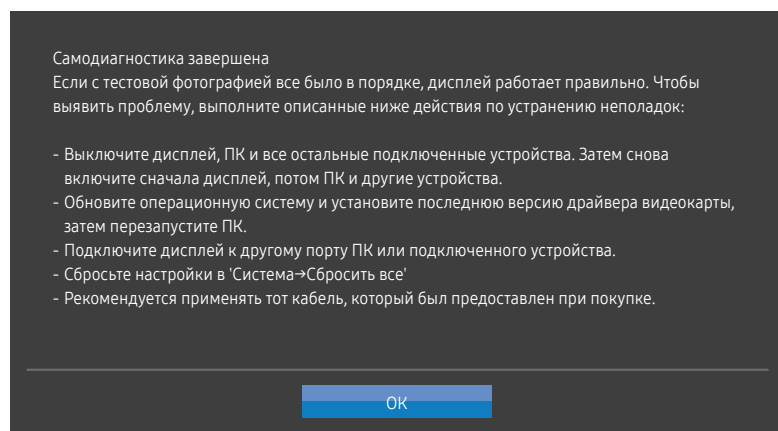 Самодиагностика завершена
Если с тестовой фотографией все было в порядке, дисплей работает правильно. Чтобы
выявить проблему, выполните описанные ниже действия по устранению неполадок:
- Выключите дисплей, ПК и все остальные подключенные устройства. Затем снова
включите сначала дисплей, потом ПК и другие устройства.
- Обновите операционную систему и установите последнюю версию драйвера видеокарты,
затем перезапустите ПК.
- Подключите дисплей к другому порту ПК или подключенного устройства.
- Сбросьте настройки в 'Система→Сбросить все'
- Рекомендуется применять тот кабель, который был предоставлен при покупке.
ОК